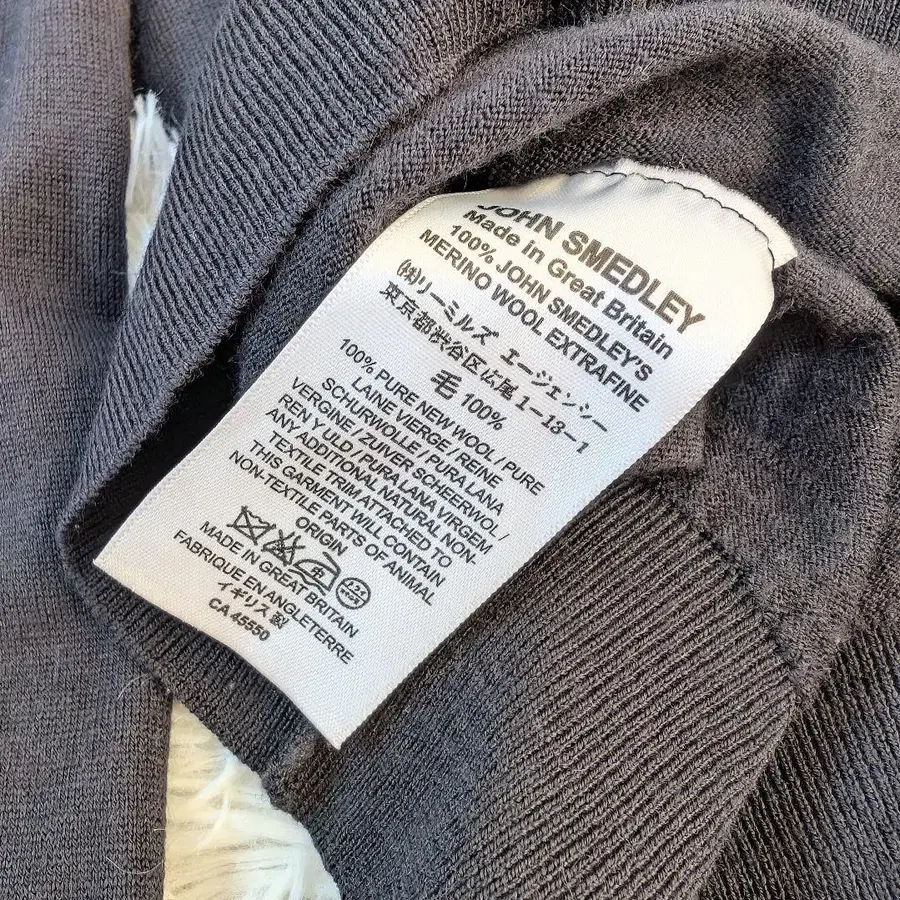 JOHN SMEDLEY
Made in Great Britain
100% JOHN SMEDLEY'S
MERINO WOOL EXTRAFINE
(株)リーミルズ エージェンシー
東京都渋谷区広尾1-13-1
毛 100%
100% PURE NEW WOOL / PURE
LAINE VIERGE / REINE
SCHURWOLLE / PURA LANA
VERGINE / ZUIVER SCHEERWOL /
REN Y ULD / PURA LANA VIRGEM
ANY ADDITIONAL NATURAL NON-
TEXTILE TRIM ATTACHED TO
THIS GARMENT WILL CONTAIN
NON-TEXTILE PARTS OF ANIMAL
ORIGIN
MADE IN GREAT BRITAIN
FABRIQUE EN ANGLETERRE
イギリス製
CA 45550